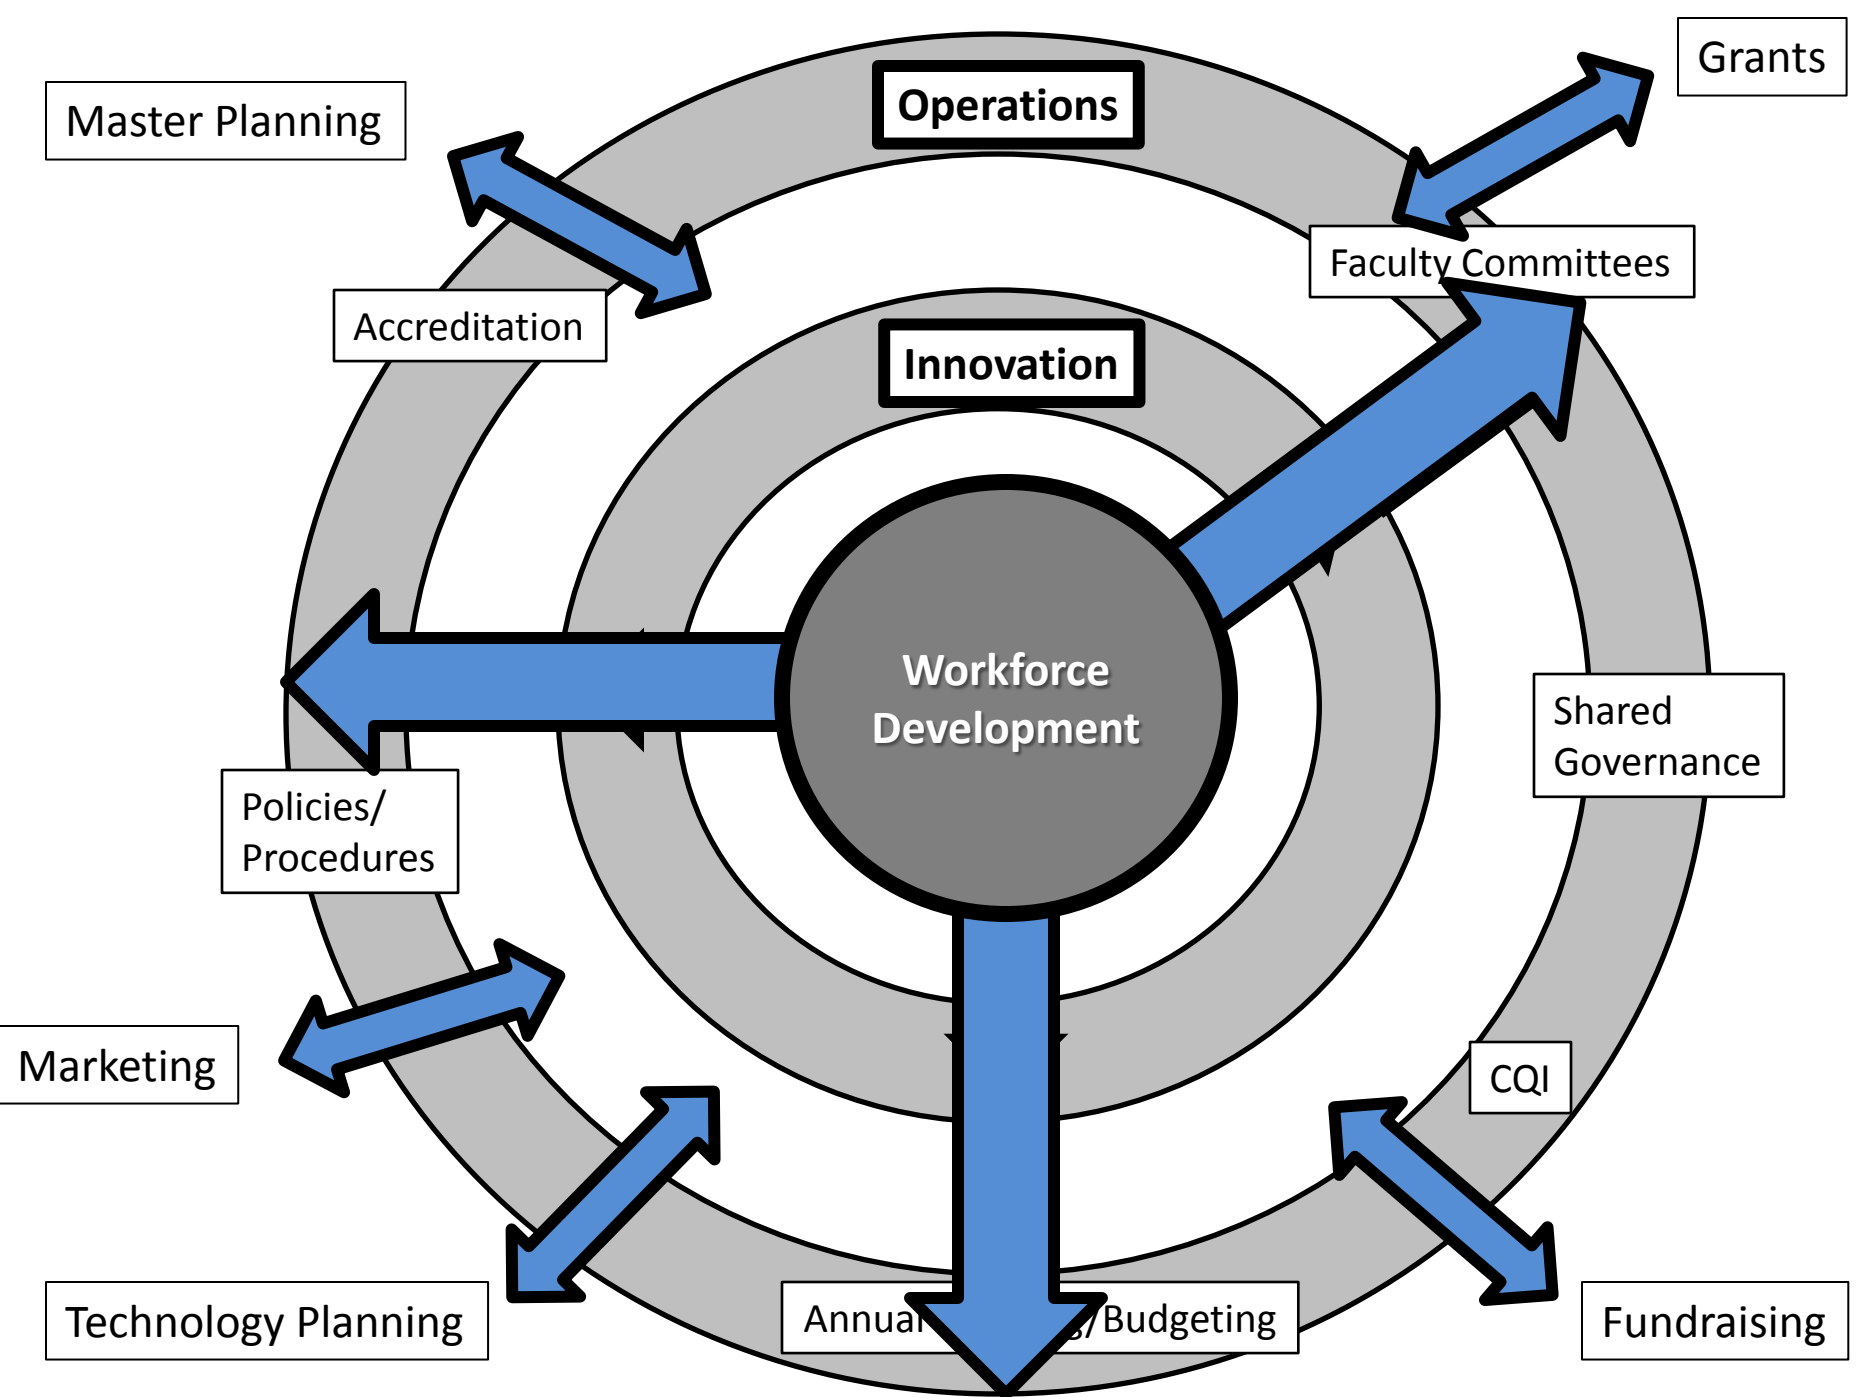 Grants
Master Planning
Operations
Faculty Committees
Accreditation
Innovation
Workforce
Development
Shared
Governance
Policies/
Procedures
Marketing
CQI
Technology Planning
Annual g/Budgeting
Fundraising